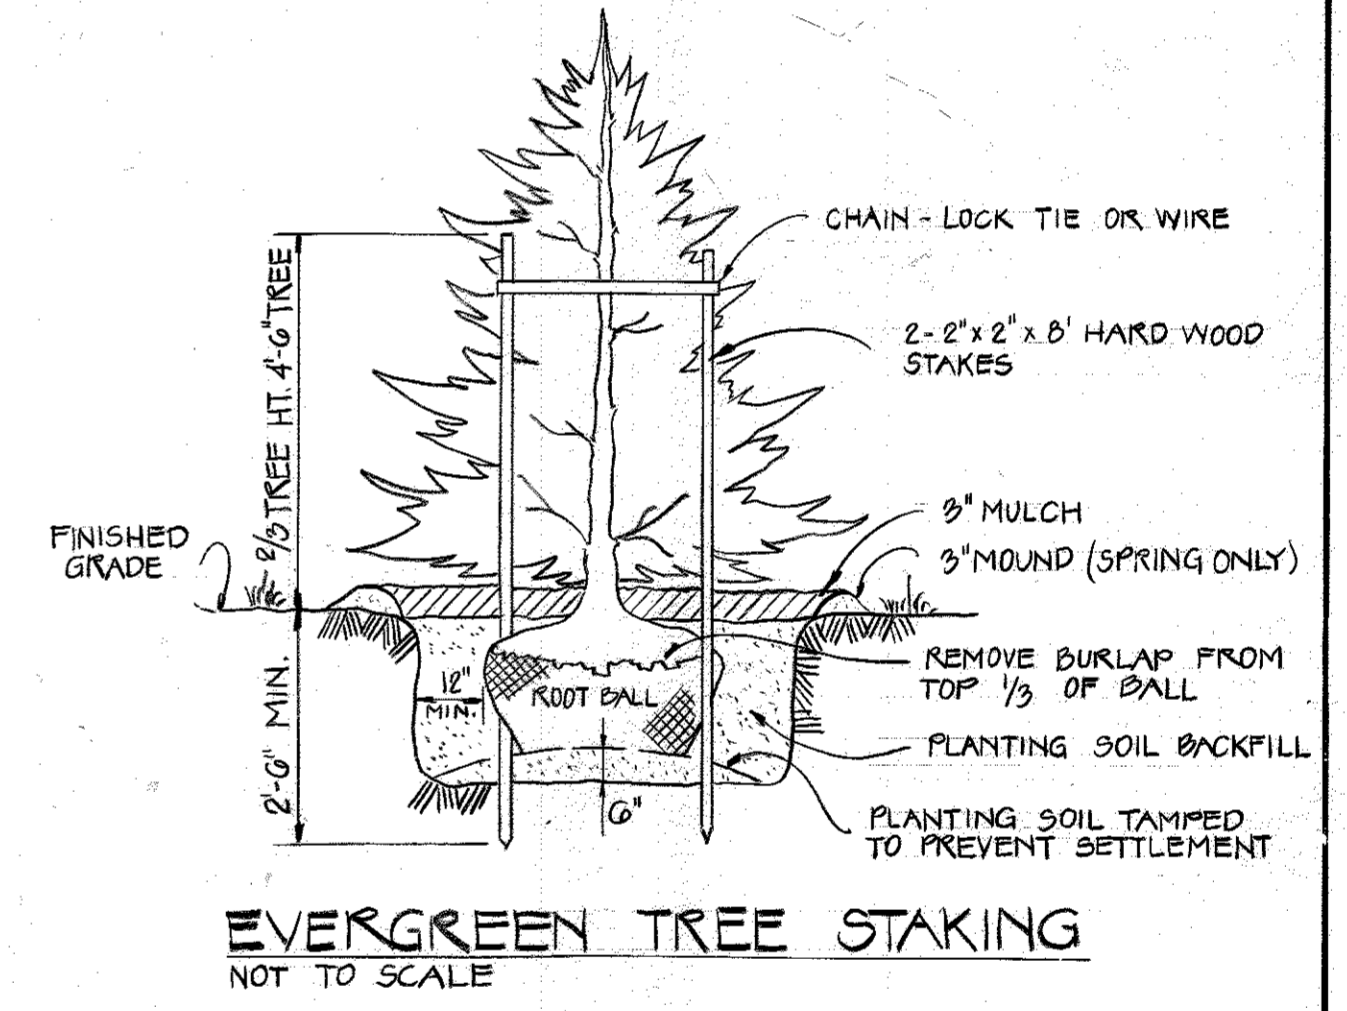 CHAIN-LOCK TIE OR WIRE
2-2"x2"x8' HARD WOOD
STAKES
2/3 TREE HT. 4'-6" TREE
3" MULCH
3" MOUND (SPRING ONLY)
FINISHED
GRADE
REMOVE BURLAP FROM
TOP 1/3 OF BALL
12"
MIN.
ROOT BALL
2'-6" MIN.
PLANTING SOIL BACKFILL
6"
PLANTING SOIL TAMPED
TO PREVENT SETTLEMENT
EVERGREEN TREE STAKING
NOT TO SCALE